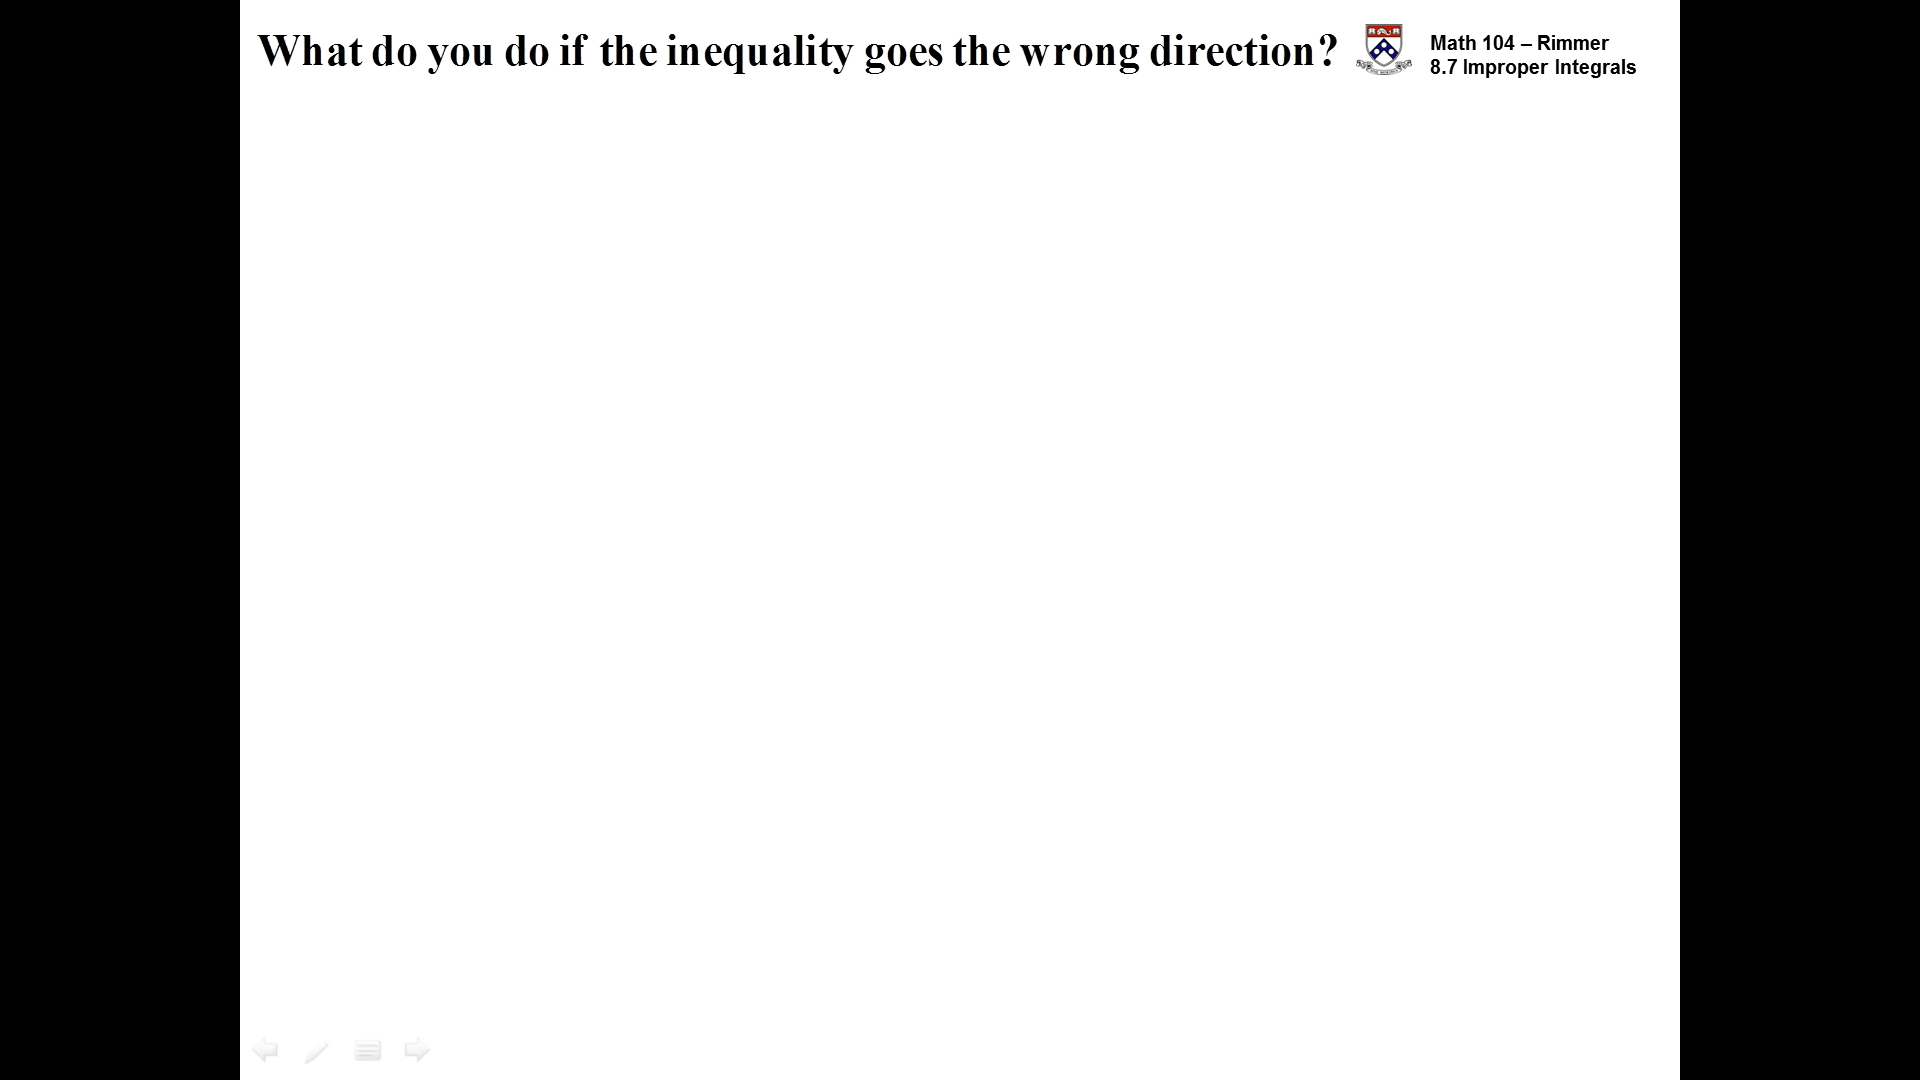 What do you do if the inequality goes the wrong direction?
Math 104 – Rimmer
8.7 Improper Integrals